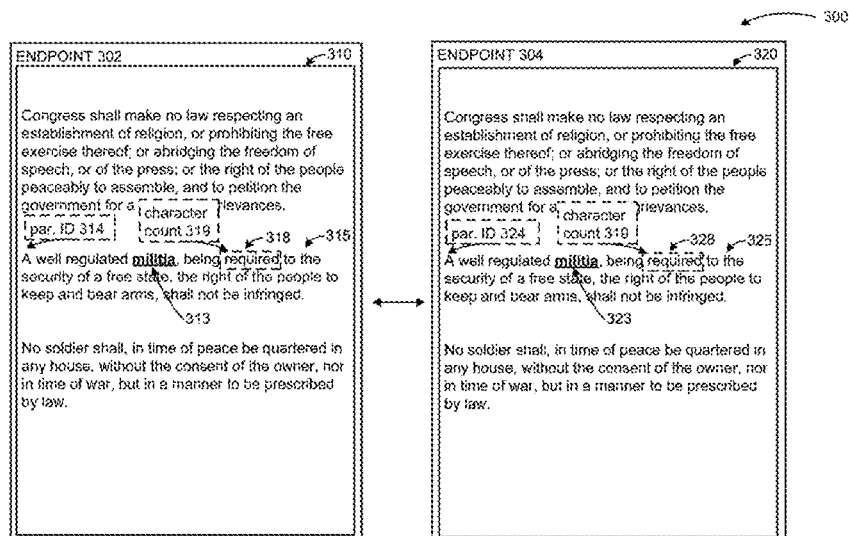 300
ENDPOINT 302
310
Congress shall make no law respecting an
establishment of religion, or prohibiting the free
exercise thereof; or abridging the freedom of
speech, or of the press; or the right of the people
peaceably to assemble, and to petition the
government for a
character
count 319
ievances.
par. ID 314
318
315
A well regulated militia, being required to the
security of a free state, the right of the people to
keep and bear arms, shall not be infringed.
313
No soldier shall, in time of peace be quartered in
any house, without the consent of the owner, nor
in time of war, but in a manner to be prescribed
by law.
ENDPOINT 304
320
Congress shall make no law respecting an
establishment of religion, or prohibiting the free
exercise thereof; or abridging the freedom of
speech, or of the press; or the right of the people
peaceably to assemble, and to petition the
government for a
character
count 319
rievances.
par. ID 324
328
325
A well regulated militia, being required to the
security of a free state, the right of the people to
keep and bear arms, shall not be infringed.
323
No soldier shall, in time of peace be quartered in
any house, without the consent of the owner, nor
in time of war, but in a manner to be prescribed
by law.